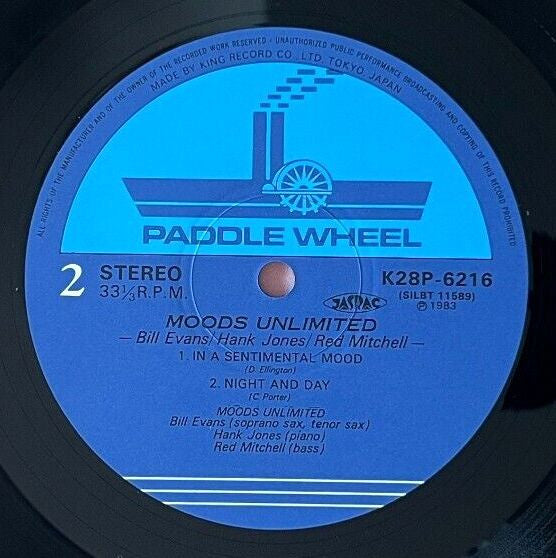 ALL RIGHTS OF THE MANUFACTURER AND OF THE OWNER OF THE RECORDED WORK RESERVED · UNAUTHORIZED PUBLIC PERFORMANCE BROADCASTING AND COPYING OF THIS RECORD PROHIBITED
MADE BY KING RECORD CO., LTD. TOKYO JAPAN
PADDLE WHEEL
2 STEREO
33⅓ R.P.M.
K28P-6216
(SILBT 11589)
JASRAC
Ⓟ 1983
MOODS UNLIMITED
— Bill Evans/Hank Jones/Red Mitchell —
1. IN A SENTIMENTAL MOOD
(D. Ellington)
2. NIGHT AND DAY
(C. Porter)
MOODS UNLIMITED
Bill Evans (soprano sax, tenor sax)
Hank Jones (piano)
Red Mitchell (bass)